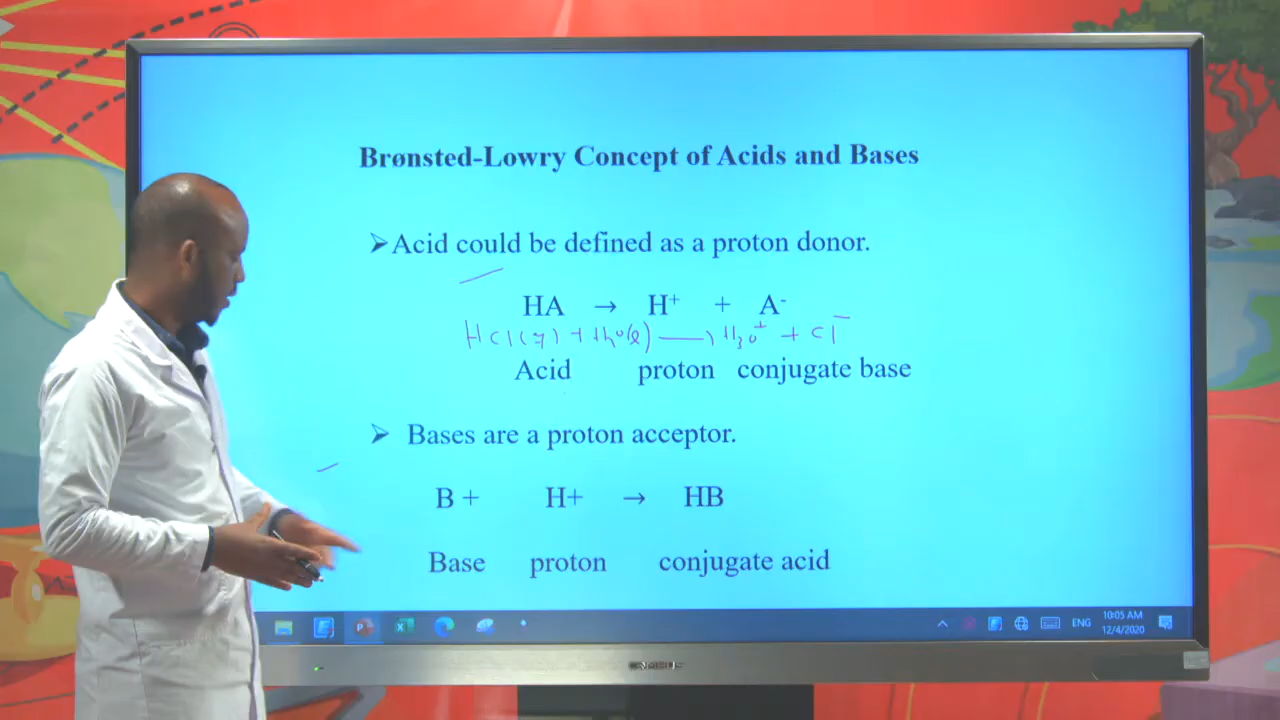 Brønsted-Lowry Concept of Acids and Bases
➢Acid could be defined as a proton donor.
HA → H⁺ + A⁻
HCl(g) + H₂O(l) → H₃O⁺ + Cl⁻
Acid proton conjugate base
➢ Bases are a proton acceptor.
B + H+ → HB
Base proton conjugate acid
ENG
10:05 AM
12/4/2020